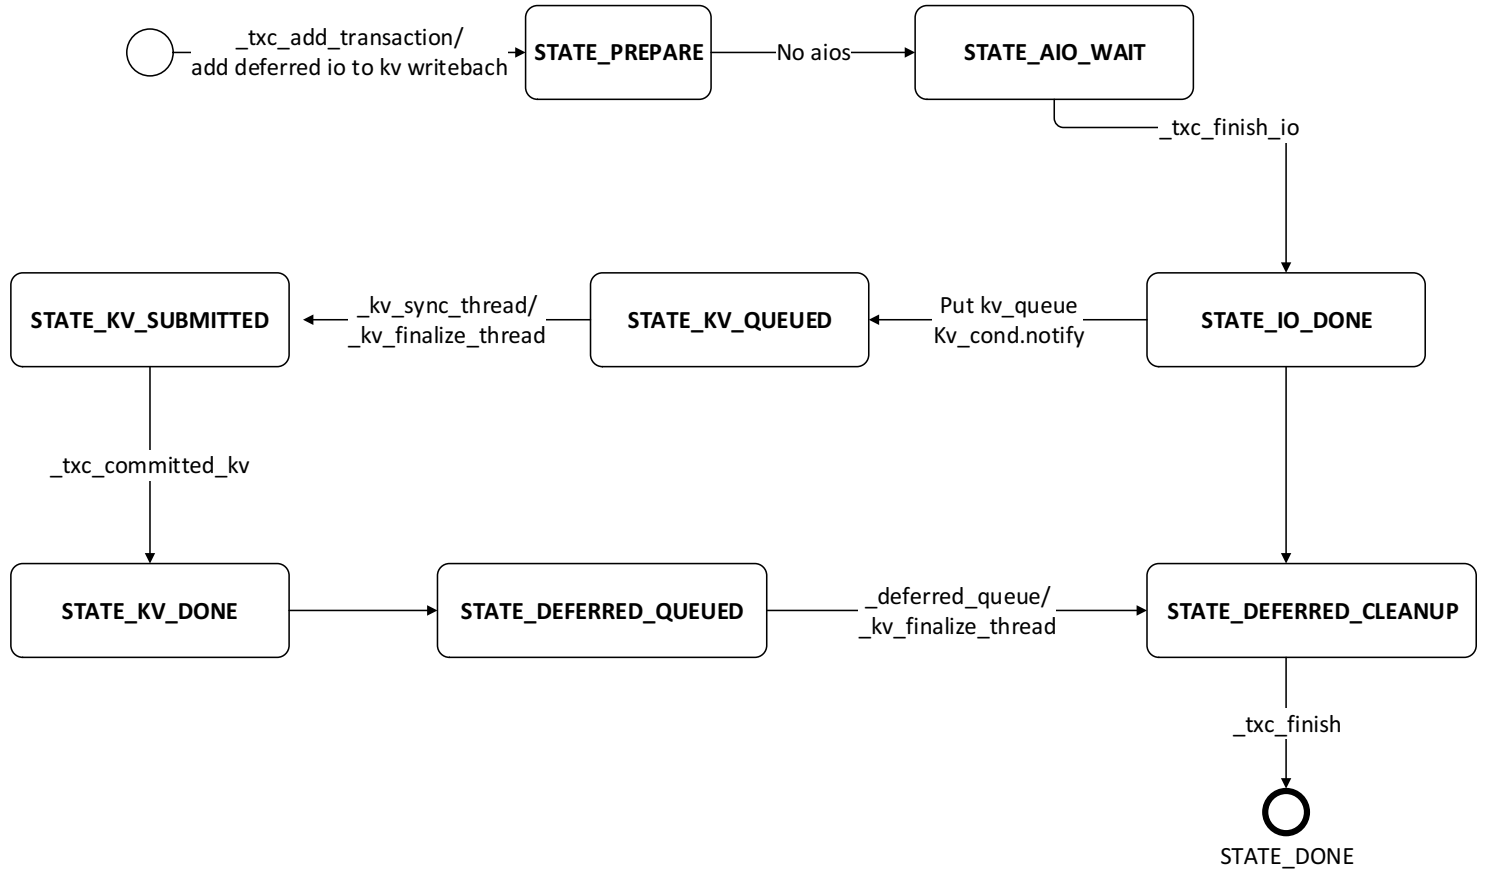 _txc_add_transaction/
add deferred io to kv writebach
STATE_PREPARE
No aios
STATE_AIO_WAIT
_txc_finish_io
STATE_KV_SUBMITTED
_kv_sync_thread/
_kv_finalize_thread
STATE_KV_QUEUED
Put kv_queue
Kv_cond.notify
STATE_IO_DONE
_txc_committed_kv
STATE_KV_DONE
STATE_DEFERRED_QUEUED
_deferred_queue/
_kv_finalize_thread
STATE_DEFERRED_CLEANUP
_txc_finish
STATE_DONE